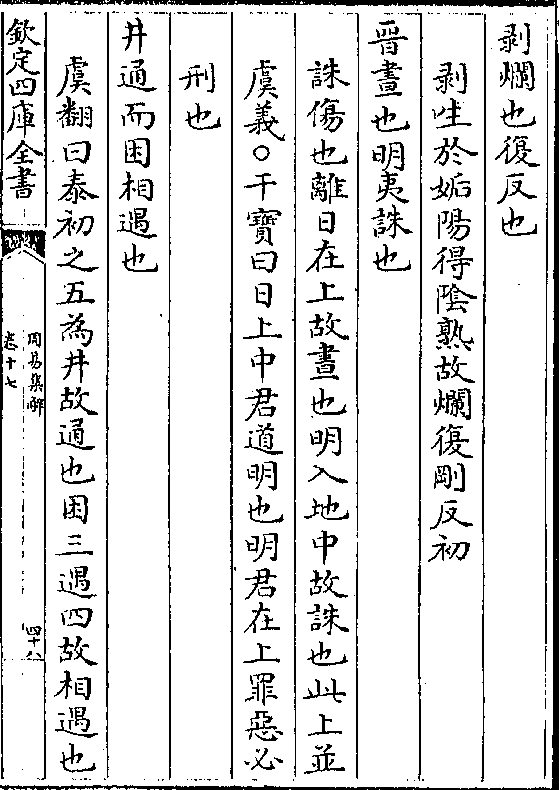 剥爛也復反也
剥生於姤陽得陰熟故爛復剛反初
晉晝也明夷誅也
誅傷也離日在上故晝也明入地中故誅也此上並
虞義○干寶曰日上中君道明也明君在上罪惡必
刑也
井通而困相遇也
虞翻曰泰初之五為井故通也困三遇四故相遇也
欽定四庫全書
周易集解
卷十七
四十八